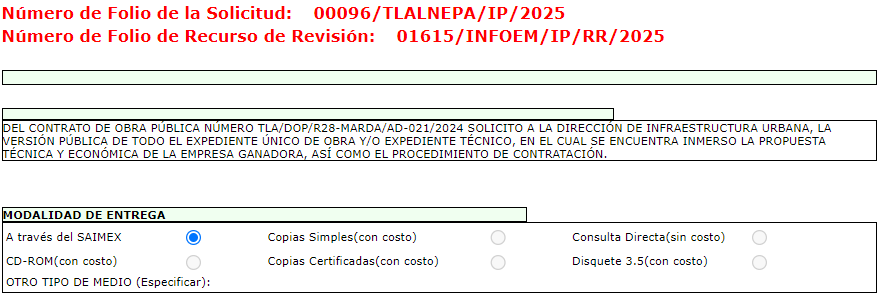 Número de Folio de la Solicitud: 00096/TLALNEPA/IP/2025
Número de Folio de Recurso de Revisión: 01615/INFOEM/IP/RR/2025
DEL CONTRATO DE OBRA PÚBLICA NÚMERO TLA/DOP/R28-MARDA/AD-021/2024 SOLICITO A LA DIRECCIÓN DE INFRAESTRUCTURA URBANA, LA
VERSIÓN PÚBLICA DE TODO EL EXPEDIENTE ÚNICO DE OBRA Y/O EXPEDIENTE TÉCNICO, EN EL CUAL SE ENCUENTRA INMERSO LA PROPUESTA
TÉCNICA Y ECONÓMICA DE LA EMPRESA GANADORA, ASÍ COMO EL PROCEDIMIENTO DE CONTRATACIÓN.
MODALIDAD DE ENTREGA
A través del SAIMEX Copias Simples(con costo) Consulta Directa(sin costo)
CD-ROM(con costo) Copias Certificadas(con costo) Disquete 3.5(con costo)
OTRO TIPO DE MEDIO (Especificar):